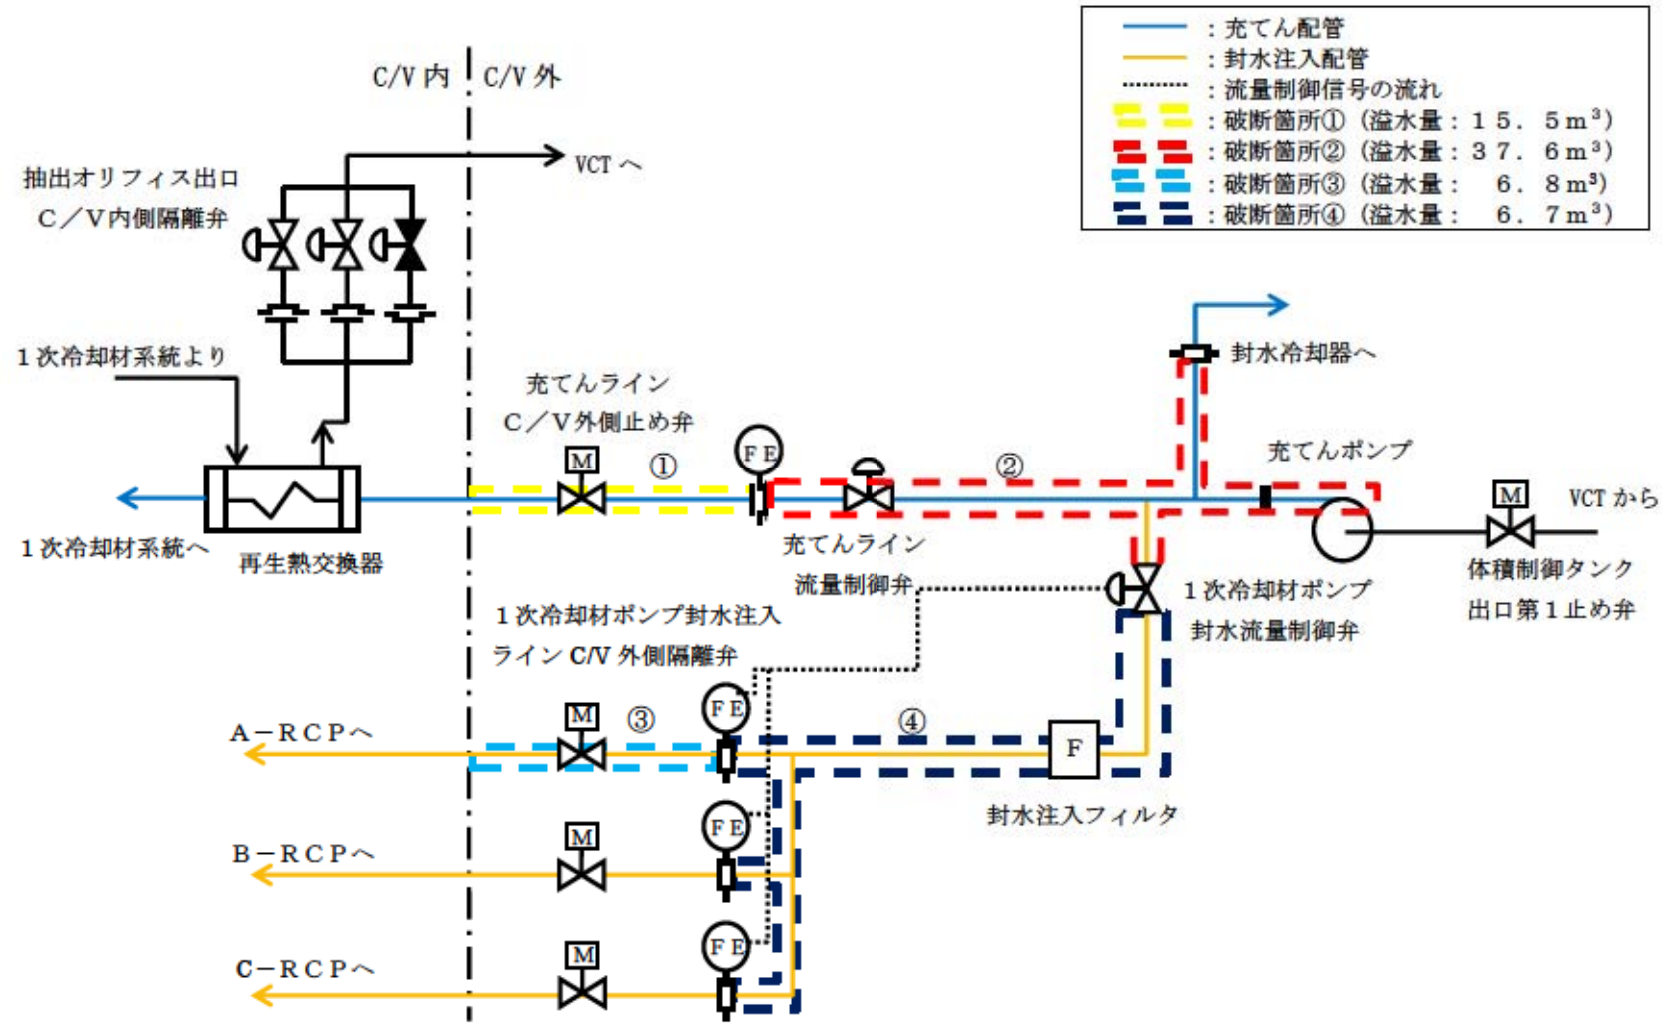 C/V 内
C/V 外
:充てん配管
:封水注入配管
:流量制御信号の流れ
:破断箇所①(溢水量:15.5m³)
:破断箇所②(溢水量:37.6m³)
:破断箇所③(溢水量: 6.8m³)
:破断箇所④(溢水量: 6.7m³)
VCT へ
抽出オリフィス出口
C/V内側隔離弁
1次冷却材系統より
充てんライン
C/V外側止め弁
M
①
FE
②
封水冷却器へ
充てんポンプ
M
VCT から
1次冷却材系統へ
再生熱交換器
充てんライン
流量制御弁
体積制御タンク
出口第1止め弁
1次冷却材ポンプ
封水流量制御弁
1次冷却材ポンプ封水注入
ライン C/V 外側隔離弁
A-RCPへ
M
③
FE
④
F
封水注入フィルタ
B-RCPへ
M
FE
C-RCPへ
M
FE